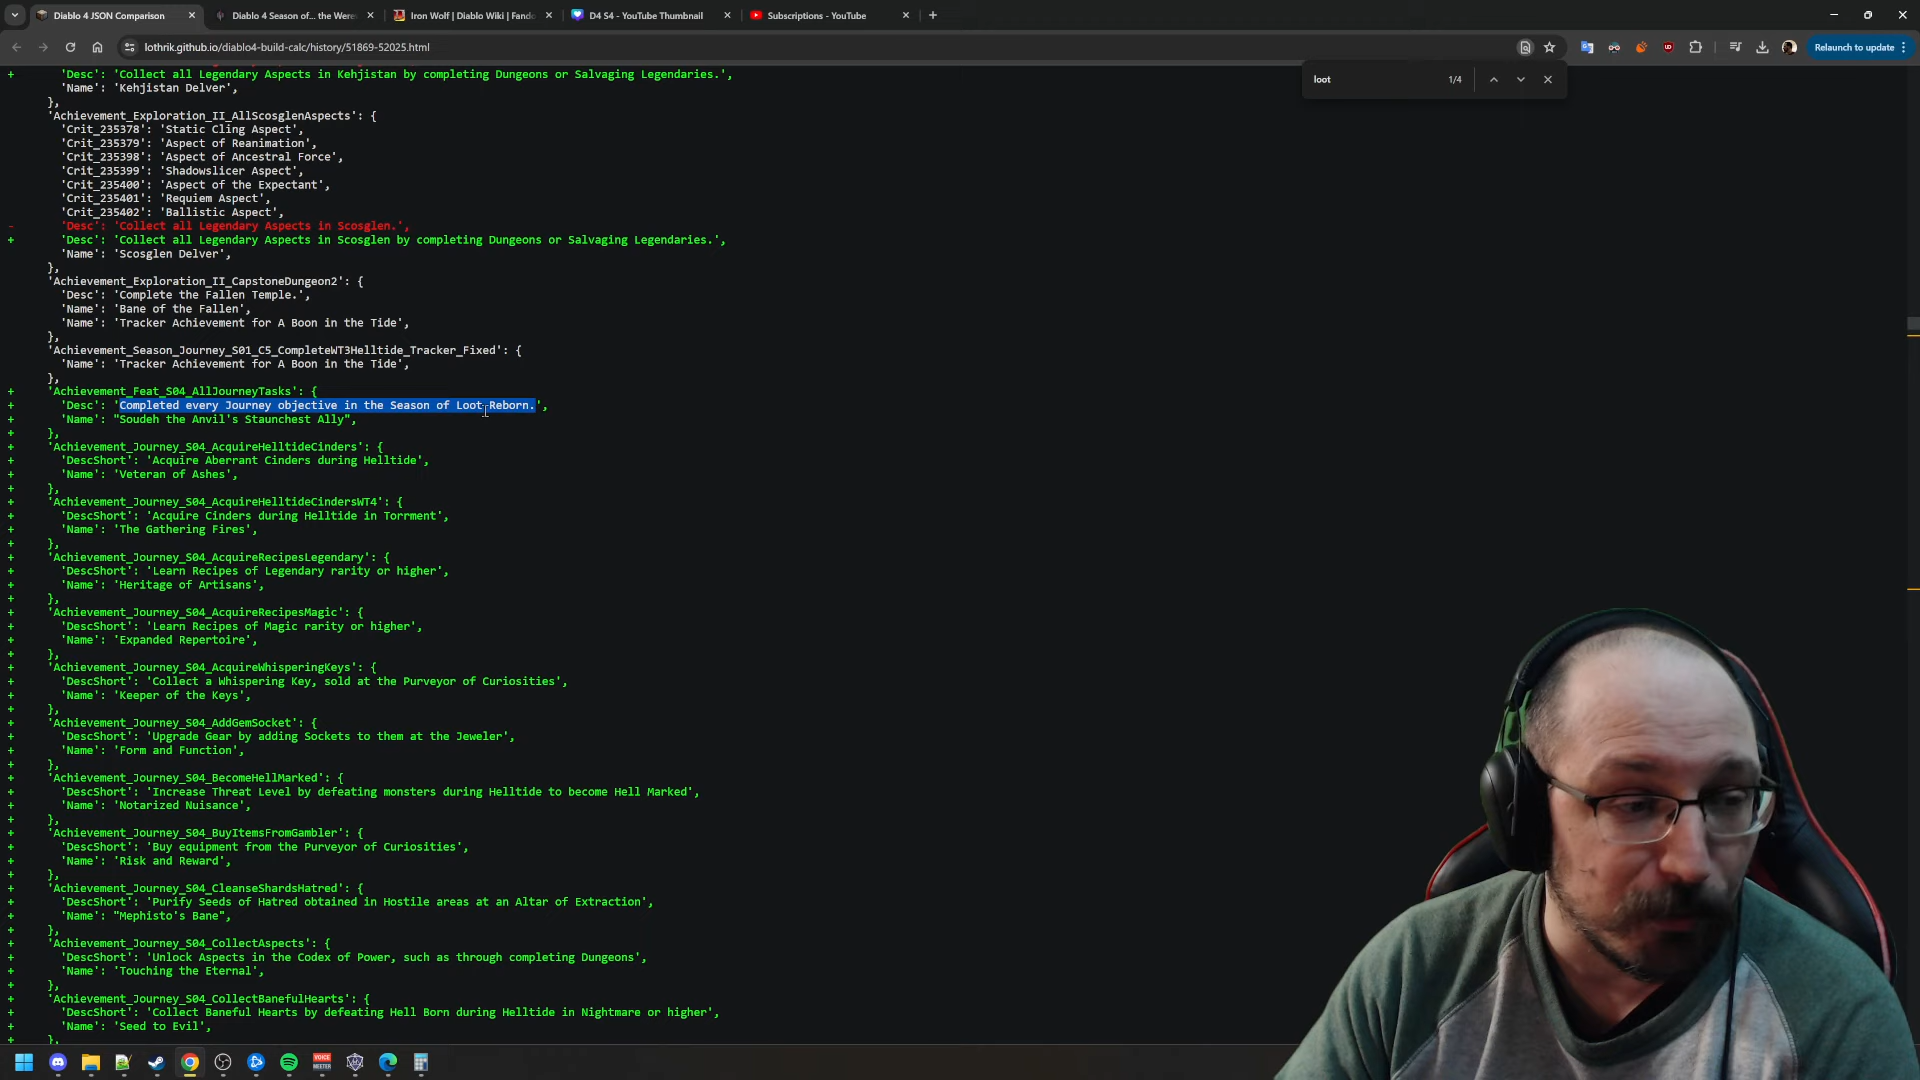 Diablo 4 JSON Comparison
Diablo 4 Season of... the Were
Iron Wolf | Diablo Wiki | Fando
D4 S4 - YouTube Thumbnail
Subscriptions - YouTube
lothrik.github.io/diablo4-build-calc/history/51869-52025.html
Relaunch to update
loot
1/4
+ 'Desc': 'Collect all Legendary Aspects in Kehjistan by completing Dungeons or Salvaging Legendaries.',
'Name': 'Kehjistan Delver',
},
'Achievement_Exploration_II_AllScosglenAspects': {
'Crit_235378': 'Static Cling Aspect',
'Crit_235379': 'Aspect of Reanimation',
'Crit_235398': 'Aspect of Ancestral Force',
'Crit_235399': 'Shadowslicer Aspect',
'Crit_235400': 'Aspect of the Expectant',
'Crit_235401': 'Requiem Aspect',
'Crit_235402': 'Ballistic Aspect',
- 'Desc': 'Collect all Legendary Aspects in Scosglen.',
+ 'Desc': 'Collect all Legendary Aspects in Scosglen by completing Dungeons or Salvaging Legendaries.',
'Name': 'Scosglen Delver',
},
'Achievement_Exploration_II_CapstoneDungeon2': {
'Desc': 'Complete the Fallen Temple.',
'Name': 'Bane of the Fallen',
'Name': 'Tracker Achievement for A Boon in the Tide',
},
'Achievement_Season_Journey_S01_C5_CompleteWT3Helltide_Tracker_Fixed': {
'Name': 'Tracker Achievement for A Boon in the Tide',
},
+ 'Achievement_Feat_S04_AllJourneyTasks': {
+ 'Desc': 'Completed every Journey objective in the Season of Loot Reborn.',
+ 'Name': "Soudeh the Anvil's Staunchest Ally",
+ },
+ 'Achievement_Journey_S04_AcquireHelltideCinders': {
+ 'DescShort': 'Acquire Aberrant Cinders during Helltide',
+ 'Name': 'Veteran of Ashes',
+ },
+ 'Achievement_Journey_S04_AcquireHelltideCindersWT4': {
+ 'DescShort': 'Acquire Cinders during Helltide in Torrment',
+ 'Name': 'The Gathering Fires',
+ },
+ 'Achievement_Journey_S04_AcquireRecipesLegendary': {
+ 'DescShort': 'Learn Recipes of Legendary rarity or higher',
+ 'Name': 'Heritage of Artisans',
+ },
+ 'Achievement_Journey_S04_AcquireRecipesMagic': {
+ 'DescShort': 'Learn Recipes of Magic rarity or higher',
+ 'Name': 'Expanded Repertoire',
+ },
+ 'Achievement_Journey_S04_AcquireWhisperingKeys': {
+ 'DescShort': 'Collect a Whispering Key, sold at the Purveyor of Curiosities',
+ 'Name': 'Keeper of the Keys',
+ },
+ 'Achievement_Journey_S04_AddGemSocket': {
+ 'DescShort': 'Upgrade Gear by adding Sockets to them at the Jeweler',
+ 'Name': 'Form and Function',
+ },
+ 'Achievement_Journey_S04_BecomeHellMarked': {
+ 'DescShort': 'Increase Threat Level by defeating monsters during Helltide to become Hell Marked',
+ 'Name': 'Notarized Nuisance',
+ },
+ 'Achievement_Journey_S04_BuyItemsFromGambler': {
+ 'DescShort': 'Buy equipment from the Purveyor of Curiosities',
+ 'Name': 'Risk and Reward',
+ },
+ 'Achievement_Journey_S04_CleanseShardsHatred': {
+ 'DescShort': 'Purify Seeds of Hatred obtained in Hostile areas at an Altar of Extraction',
+ 'Name': "Mephisto's Bane",
+ },
+ 'Achievement_Journey_S04_CollectAspects': {
+ 'DescShort': 'Unlock Aspects in the Codex of Power, such as through completing Dungeons',
+ 'Name': 'Touching the Eternal',
+ },
+ 'Achievement_Journey_S04_CollectBanefulHearts': {
+ 'DescShort': 'Collect Baneful Hearts by defeating Hell Born during Helltide in Nightmare or higher',
+ 'Name': 'Seed to Evil',
+ },
VOICE
MEETER